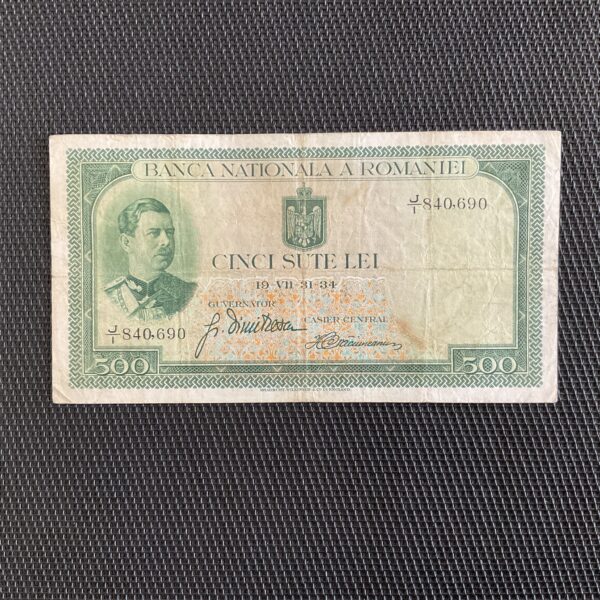 BANCA NATIONALA A ROMANIEI
J/1 840,690
CINCI SUTE LEI
19-VII-31-34
GUVERNATOR
CASIER CENTRAL
J/1 840,690
500
500